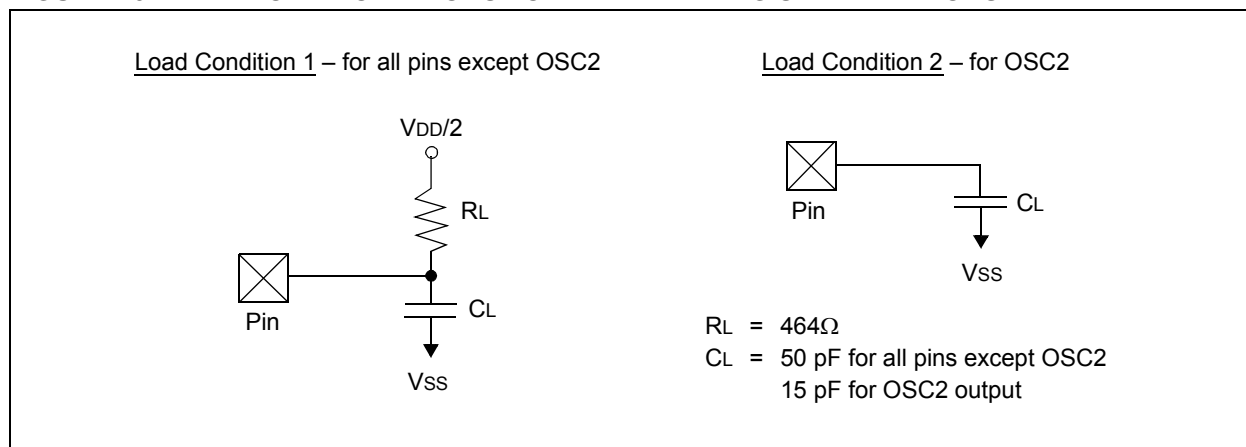 Load Condition 1 – for all pins except OSC2
VDD/2
RL
Pin
CL
VSS
Load Condition 2 – for OSC2
Pin
CL
VSS
RL = 464Ω
CL = 50 pF for all pins except OSC2
15 pF for OSC2 output